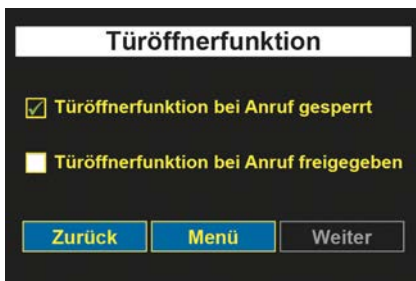 Türöffnerfunktion
Türöffnerfunktion bei Anruf gesperrt
Türöffnerfunktion bei Anruf freigegeben
Zurück Menü Weiter